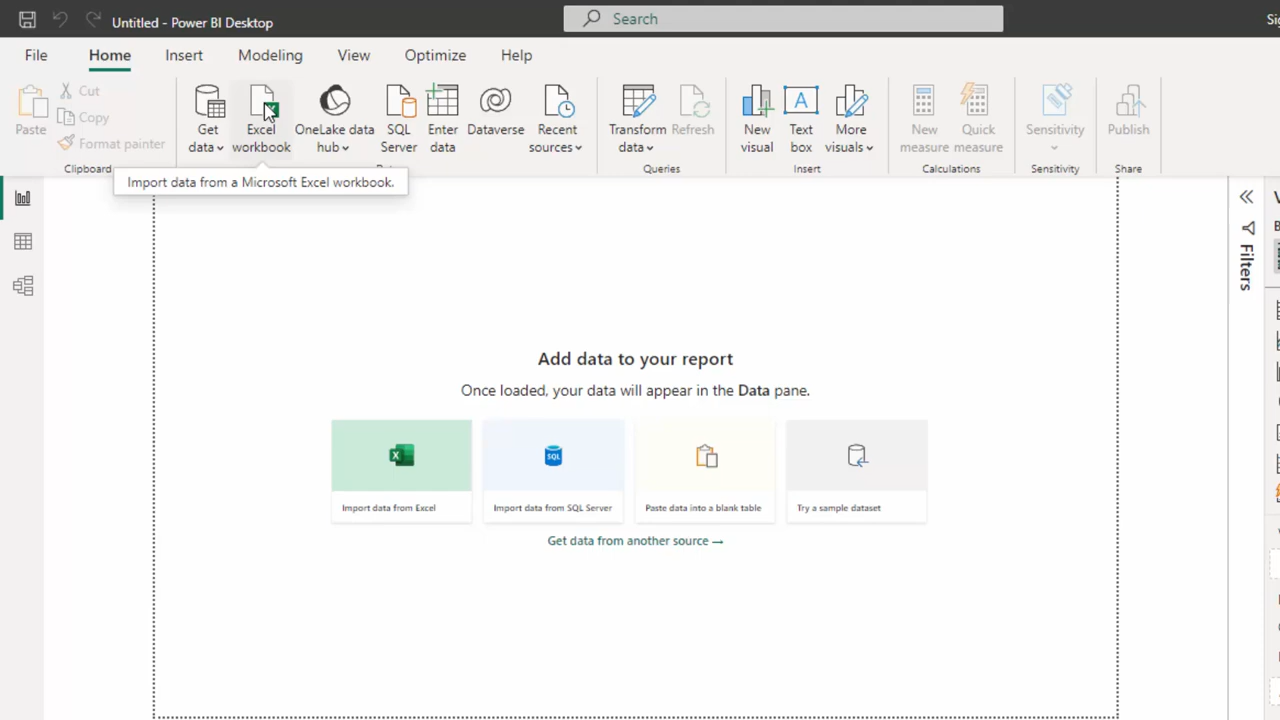 Untitled - Power BI Desktop
Search
File
Home
Insert
Modeling
View
Optimize
Help
Paste
Cut
Copy
Format painter
Get
data
Excel
workbook
OneLake data
hub
SQL
Server
Enter
data
Dataverse
Recent
sources
Transform
data
Refresh
New
visual
Text
box
More
visuals
New
measure
Quick
measure
Sensitivity
Publish
Clipboard
Queries
Insert
Calculations
Sensitivity
Share
Import data from a Microsoft Excel workbook.
Filters
Add data to your report
Once loaded, your data will appear in the Data pane.
SQL
Import data from Excel
Import data from SQL Server
Paste data into a blank table
Try a sample dataset
Get data from another source →